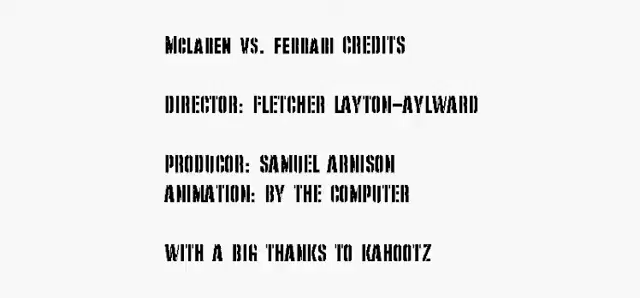 McLAREN VS. FERRARI CREDITS
DIRECTOR: FLETCHER LAYTON-AYLWARD
PRODUCOR: SAMUEL ARNISON
ANIMATION: BY THE COMPUTER
WITH A BIG THANKS TO KAHOOTZ